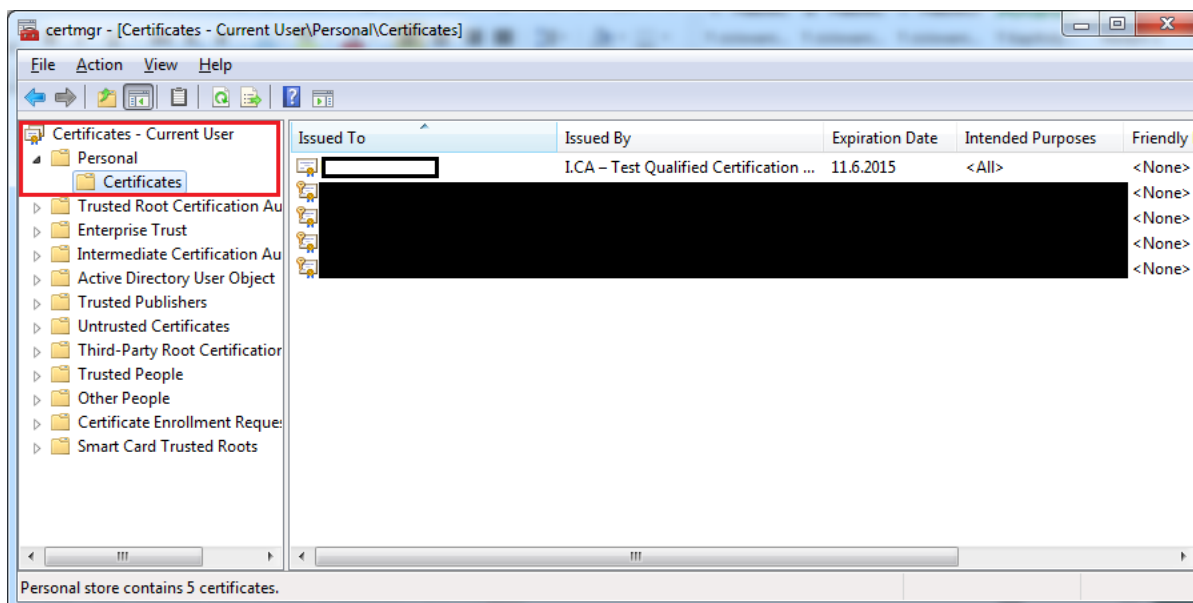 certmgr - [Certificates - Current User\Personal\Certificates]
File Action View Help
Certificates - Current User
Personal
Certificates
Trusted Root Certification Au
Enterprise Trust
Intermediate Certification Au
Active Directory User Object
Trusted Publishers
Untrusted Certificates
Third-Party Root Certification
Trusted People
Other People
Certificate Enrollment Reque
Smart Card Trusted Roots
Issued To Issued By Expiration Date Intended Purposes Friendly
I.CA – Test Qualified Certification ... 11.6.2015 <All> <None>
<None>
<None>
<None>
<None>
Personal store contains 5 certificates.